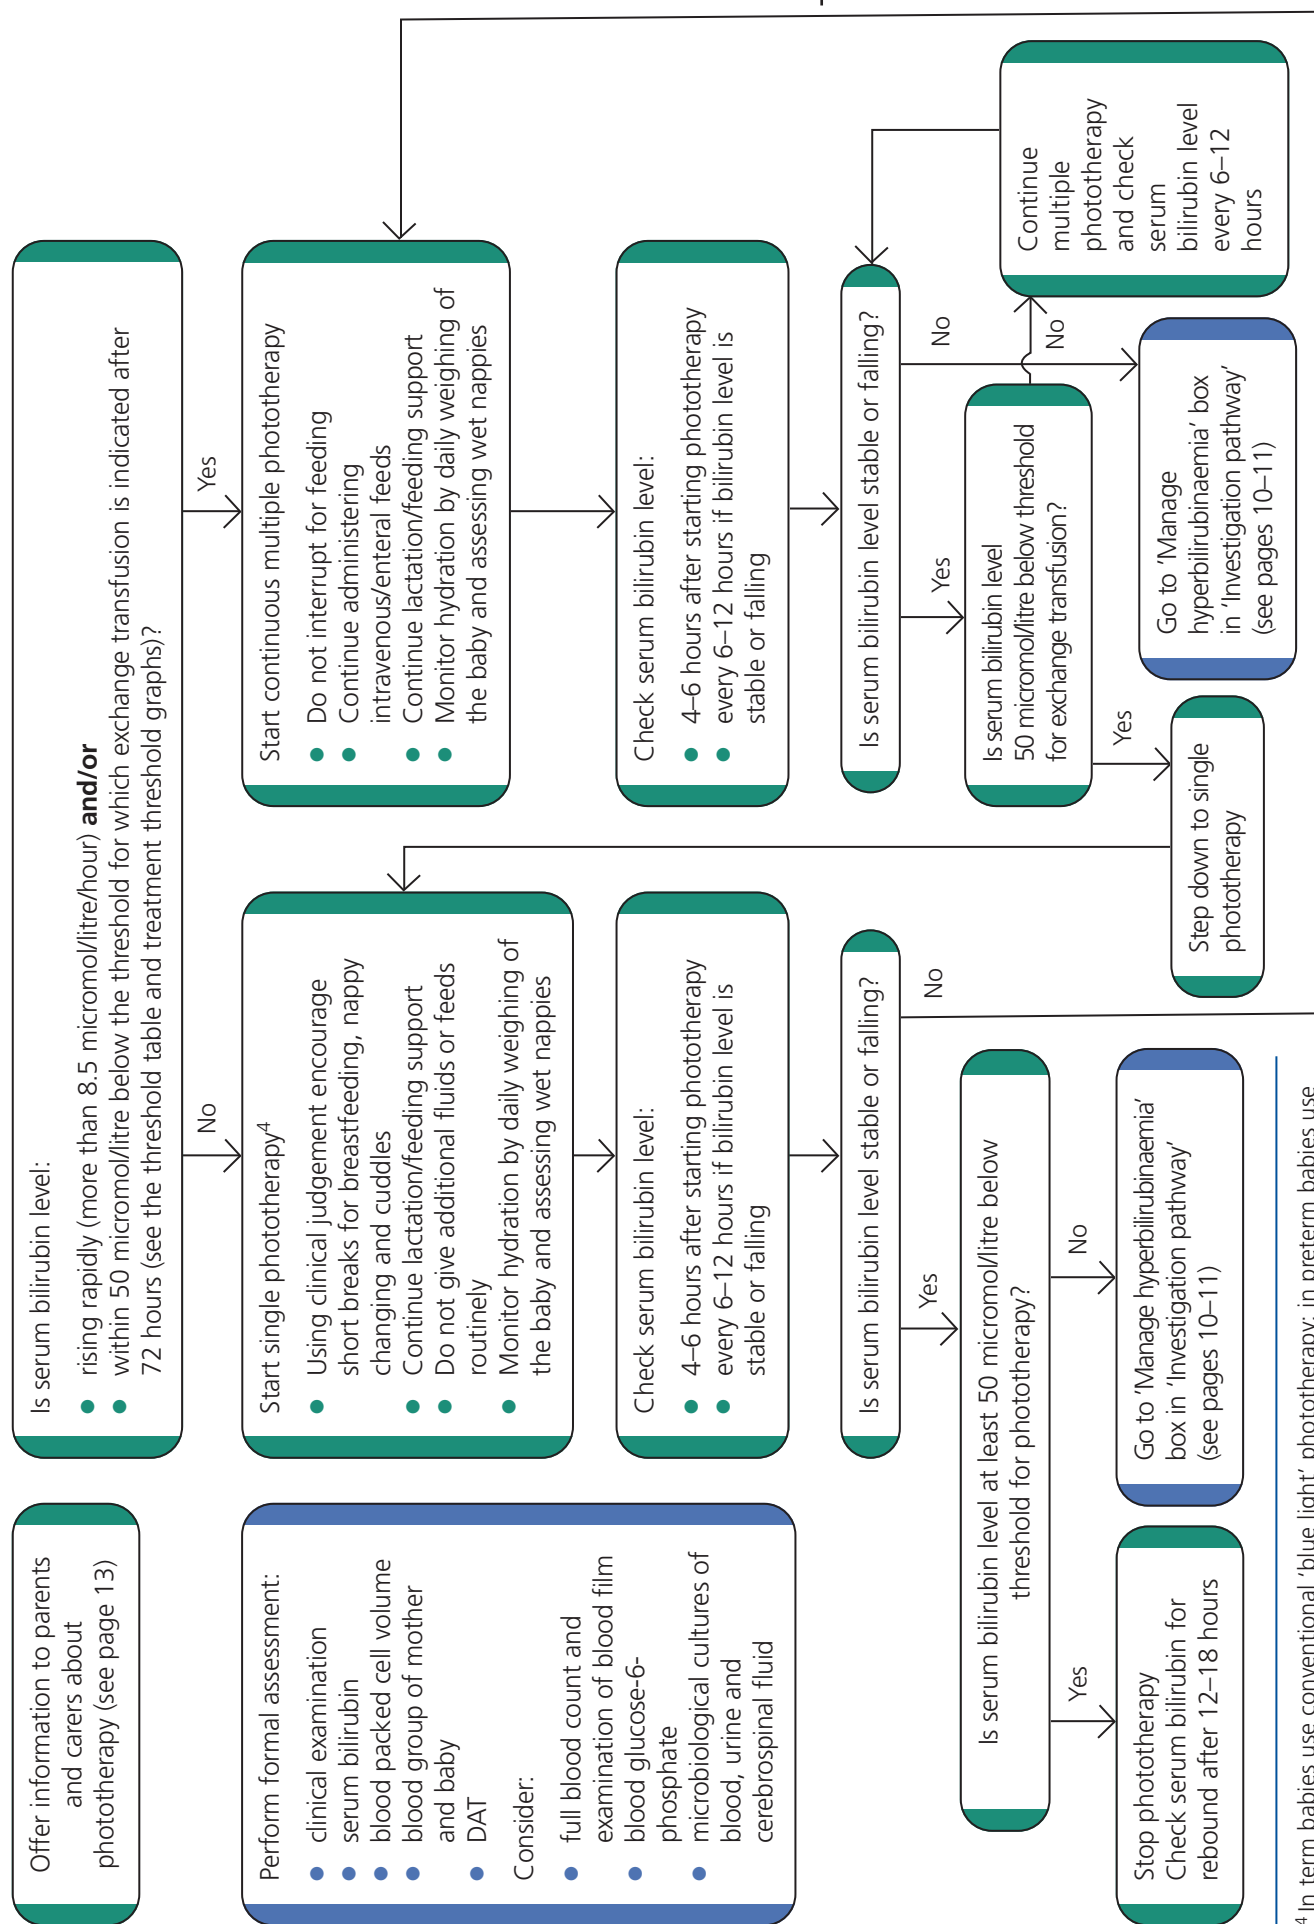 Offer information to parents
and carers about
phototherapy (see page 13)
Is serum bilirubin level:
● rising rapidly (more than 8.5 micromol/litre/hour) and/or
● within 50 micromol/litre below the threshold for which exchange transfusion is indicated after
72 hours (see the threshold table and treatment threshold graphs)?
No
Yes
Perform formal assessment:
● clinical examination
● serum bilirubin
● blood packed cell volume
● blood group of mother
and baby
● DAT
Consider:
● full blood count and
examination of blood film
● blood glucose-6-
phosphate
● microbiological cultures of
blood, urine and
cerebrospinal fluid
Start single phototherapy4
● Using clinical judgement encourage
short breaks for breastfeeding, nappy
changing and cuddles
● Continue lactation/feeding support
● Do not give additional fluids or feeds
routinely
● Monitor hydration by daily weighing of
the baby and assessing wet nappies
Start continuous multiple phototherapy
● Do not interrupt for feeding
● Continue administering
intravenous/enteral feeds
● Continue lactation/feeding support
● Monitor hydration by daily weighing of
the baby and assessing wet nappies
Check serum bilirubin level:
● 4–6 hours after starting phototherapy
● every 6–12 hours if bilirubin level is
stable or falling
Check serum bilirubin level:
● 4–6 hours after starting phototherapy
● every 6–12 hours if bilirubin level is
stable or falling
Is serum bilirubin level stable or falling?
Yes
No
Is serum bilirubin level stable or falling?
Yes
No
Is serum bilirubin level at least 50 micromol/litre below
threshold for phototherapy?
Yes
No
Is serum bilirubin level
50 micromol/litre below threshold
for exchange transfusion?
Yes
No
Continue
multiple
phototherapy
and check
serum
bilirubin level
every 6–12
hours
Stop phototherapy
Check serum bilirubin for
rebound after 12–18 hours
Go to ‘Manage hyperbilirubinaemia’
box in ‘Investigation pathway’
(see pages 10–11)
Step down to single
phototherapy
Go to ‘Manage
hyperbilirubinaemia’ box
in ‘Investigation pathway’
(see pages 10–11)
4 In term babies use conventional ‘blue light’ phototherapy; in preterm babies use